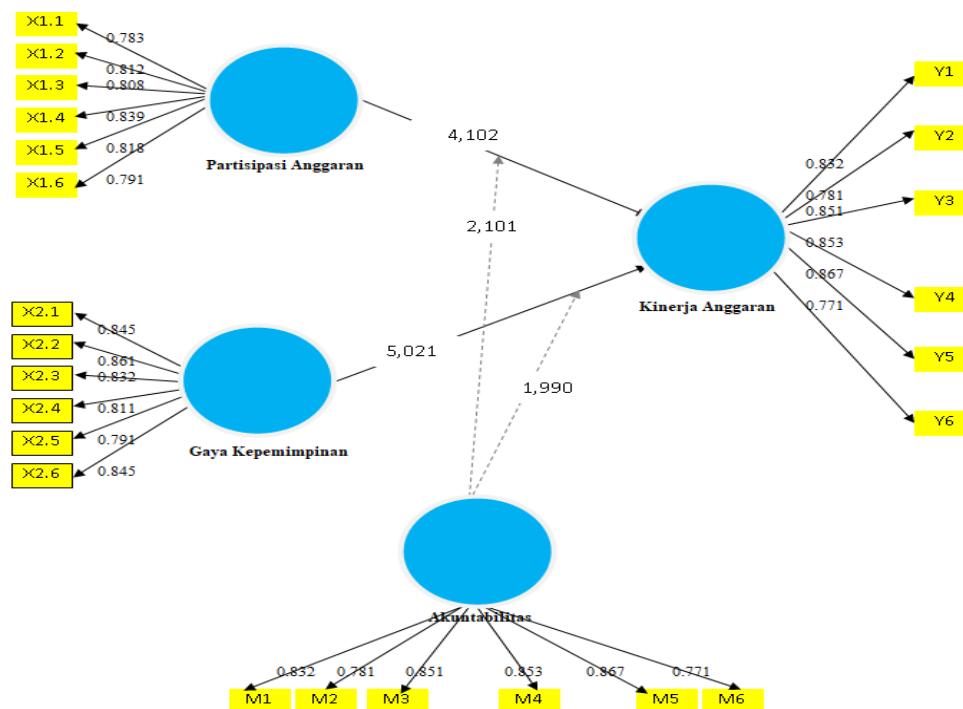 X1.1
0.783
X1.2
0.812
X1.3
0.808
X1.4
0.839
X1.5
0.818
X1.6
0.791
Partisipasi Anggaran
4,102
2,101
Y1
0.832
Y2
0.781
Y3
0.851
0.853
Y4
0.867
Y5
0.771
Y6
Kinerja Anggaran
X2.1
0.845
X2.2
0.861
X2.3
0.832
X2.4
0.811
X2.5
0.791
X2.6
0.845
Gaya Kepemimpinan
5,021
1,990
Akuntabilitas
0.832 0.781 0.851 0.853 0.867 0.771
M1 M2 M3 M4 M5 M6